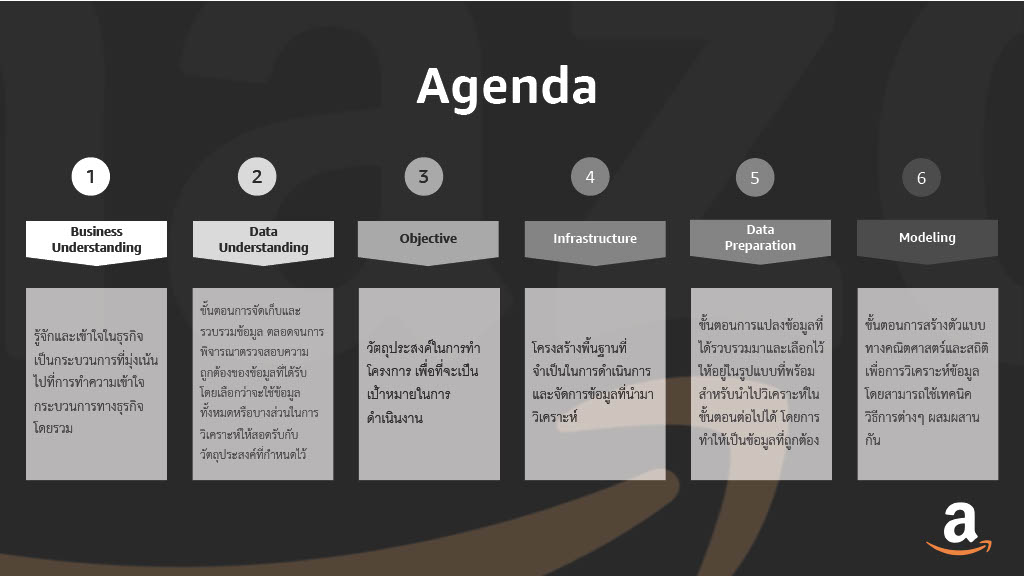 Agenda
1
Business
Understanding
รู้จักและเข้าใจในธุรกิจ
เป็นกระบวนการที่มุ่งเน้น
ไปที่การทำความเข้าใจ
กระบวนการทางธุรกิจ
โดยรวม
2
Data
Understanding
ขั้นตอนการจัดเก็บและ
รวบรวมข้อมูล ตลอดจนการ
พิจารณาตรวจสอบความ
ถูกต้องของข้อมูลที่ได้รับ
โดยเลือกว่าจะใช้ข้อมูล
ทั้งหมดหรือบางส่วนในการ
วิเคราะห์ให้สอดรับกับ
วัตถุประสงค์ที่กำหนดไว้
3
Objective
วัตถุประสงค์ในการทำ
โครงการ เพื่อที่จะเป็น
เป้าหมายในการ
ดำเนินงาน
4
Infrastructure
โครงสร้างพื้นฐานที่
จำเป็นในการดำเนินการ
และจัดการข้อมูลที่นำมา
วิเคราะห์
5
Data
Preparation
ขั้นตอนการแปลงข้อมูลที่
ได้รวบรวมมาและเลือกไว้
ให้อยู่ในรูปแบบที่พร้อม
สำหรับนำไปวิเคราะห์ใน
ขั้นตอนต่อไปได้ โดยการ
ทำให้เป็นข้อมูลที่ถูกต้อง
6
Modeling
ขั้นตอนการสร้างตัวแบบ
ทางคณิตศาสตร์และสถิติ
เพื่อการวิเคราะห์ข้อมูล
โดยสามารถใช้เทคนิค
วิธีการต่างๆ ผสมผสาน
กัน
a